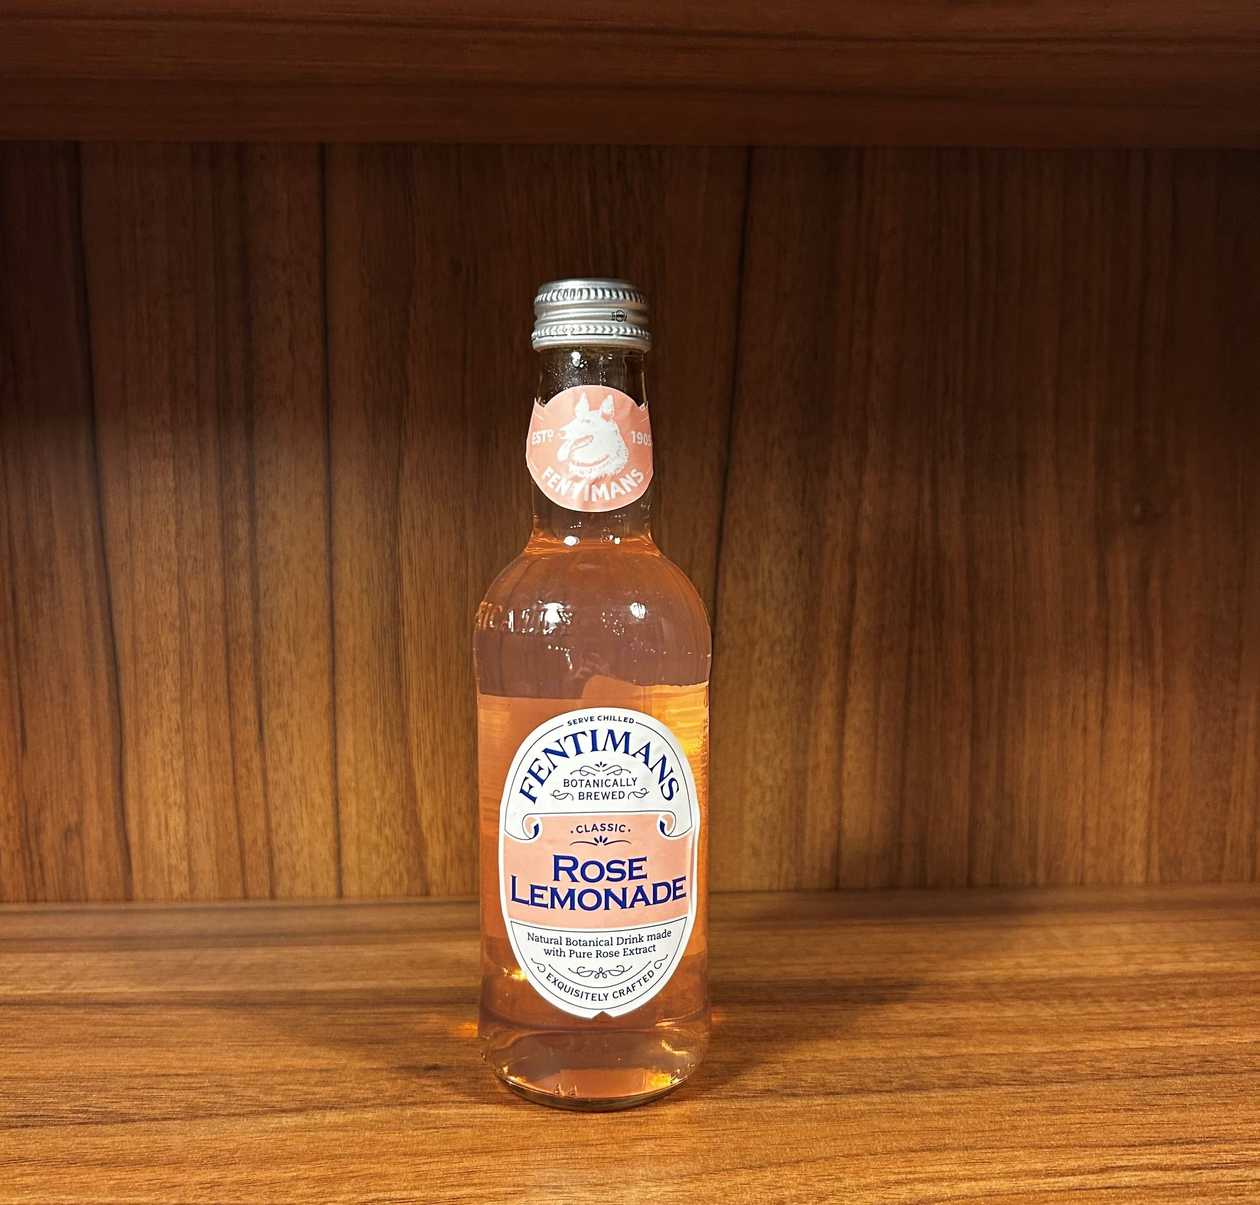 ESTD 1905
FENTIMANS
SERVE CHILLED
FENTIMANS
BOTANICALLY
BREWED
. CLASSIC .
ROSE
LEMONADE
Natural Botanical Drink made
with Pure Rose Extract
EXQUISITELY CRAFTED